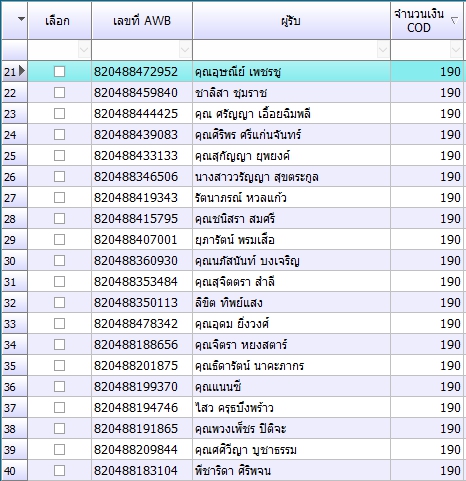 เลือก เลขที่ AWB ผู้รับ จำนวนเงิน COD
21 820488472952 คุณอุษณีย์ เพชรชู 190
22 820488459840 ชาลิสา ชุมราช 190
23 820488444425 คุณ ศรัญญา เอื้อยฉิมพลี 190
24 820488439083 คุณศิริพร ศรีแก่นจันทร์ 190
25 820488433133 คุณสุกัญญา ยุพยงค์ 190
26 820488346506 นางสาววรัญญา สุขตระกูล 190
27 820488419343 รัตนาภรณ์ หวลแก้ว 190
28 820488415795 คุณชนิสรา สมศรี 190
29 820488407001 ยุภารัตน์ พรมเสื้อ 190
30 820488360930 คุณนภัสนันท์ บงเจริญ 190
31 820488353484 คุณสุจิตตรา สำลี 190
32 820488350113 ลิขิต ทิพย์แสง 190
33 820488478342 คุณอุดม ยิ่งวงศ์ 190
34 820488188656 คุณจิตรา หยงสตาร์ 190
35 820488201875 คุณธิดารัตน์ นาคะภากร 190
36 820488199370 คุณแนนซี่ 190
37 820488194746 ไสว ครุธบึงพร้าว 190
38 820488191865 คุณพวงเพ็ชร ปิติจะ 190
39 820488209844 คุณศศิวิญา บูชาธรรม 190
40 820488183104 พิชาริดา ศิริพจน 190